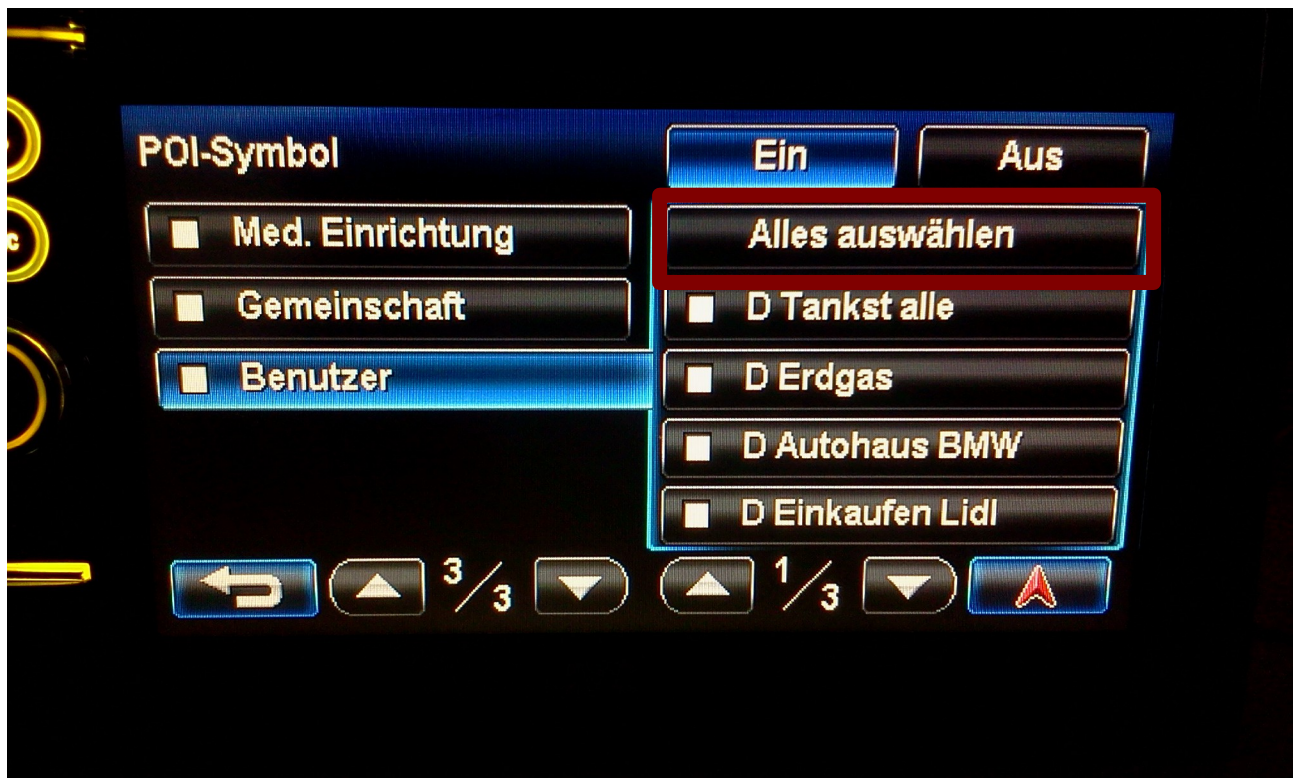 POI-Symbol
Ein
Aus
Med. Einrichtung
Gemeinschaft
Benutzer
Alles auswählen
D Tankst alle
D Erdgas
D Autohaus BMW
D Einkaufen Lidl
3/3
1/3